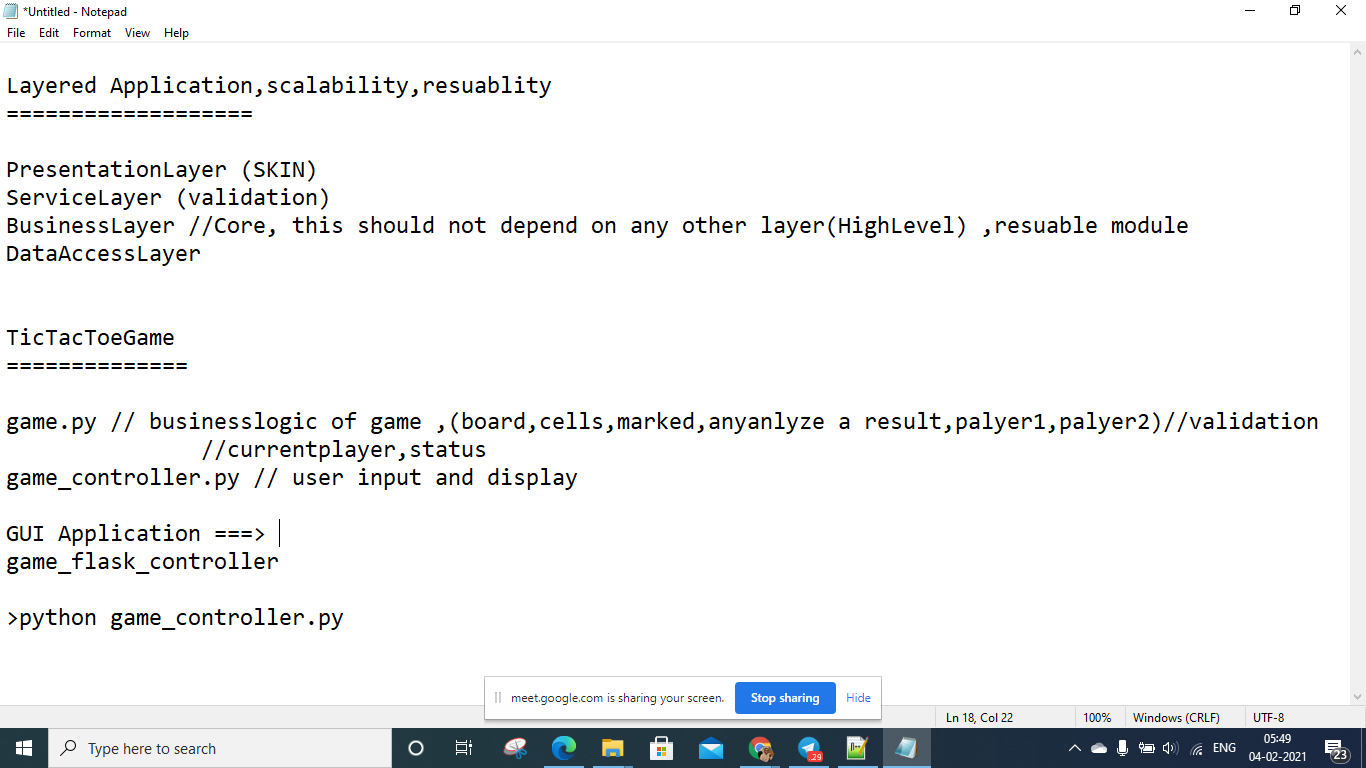 *Untitled - Notepad
File Edit Format View Help
Layered Application,scalability,resuablity
===================
PresentationLayer (SKIN)
ServiceLayer (validation)
BusinessLayer //Core, this should not depend on any other layer(HighLevel) ,resuable module
DataAccessLayer
TicTacToeGame
==============
game.py // businesslogic of game ,(board,cells,marked,anyanlyze a result,palyer1,palyer2)//validation
//currentplayer,status
game_controller.py // user input and display
GUI Application ===>
game_flask_controller
>python game_controller.py
meet.google.com is sharing your screen. Stop sharing Hide
Ln 18, Col 22 100% Windows (CRLF) UTF-8
Type here to search 29 ENG 05:49
04-02-2021 23